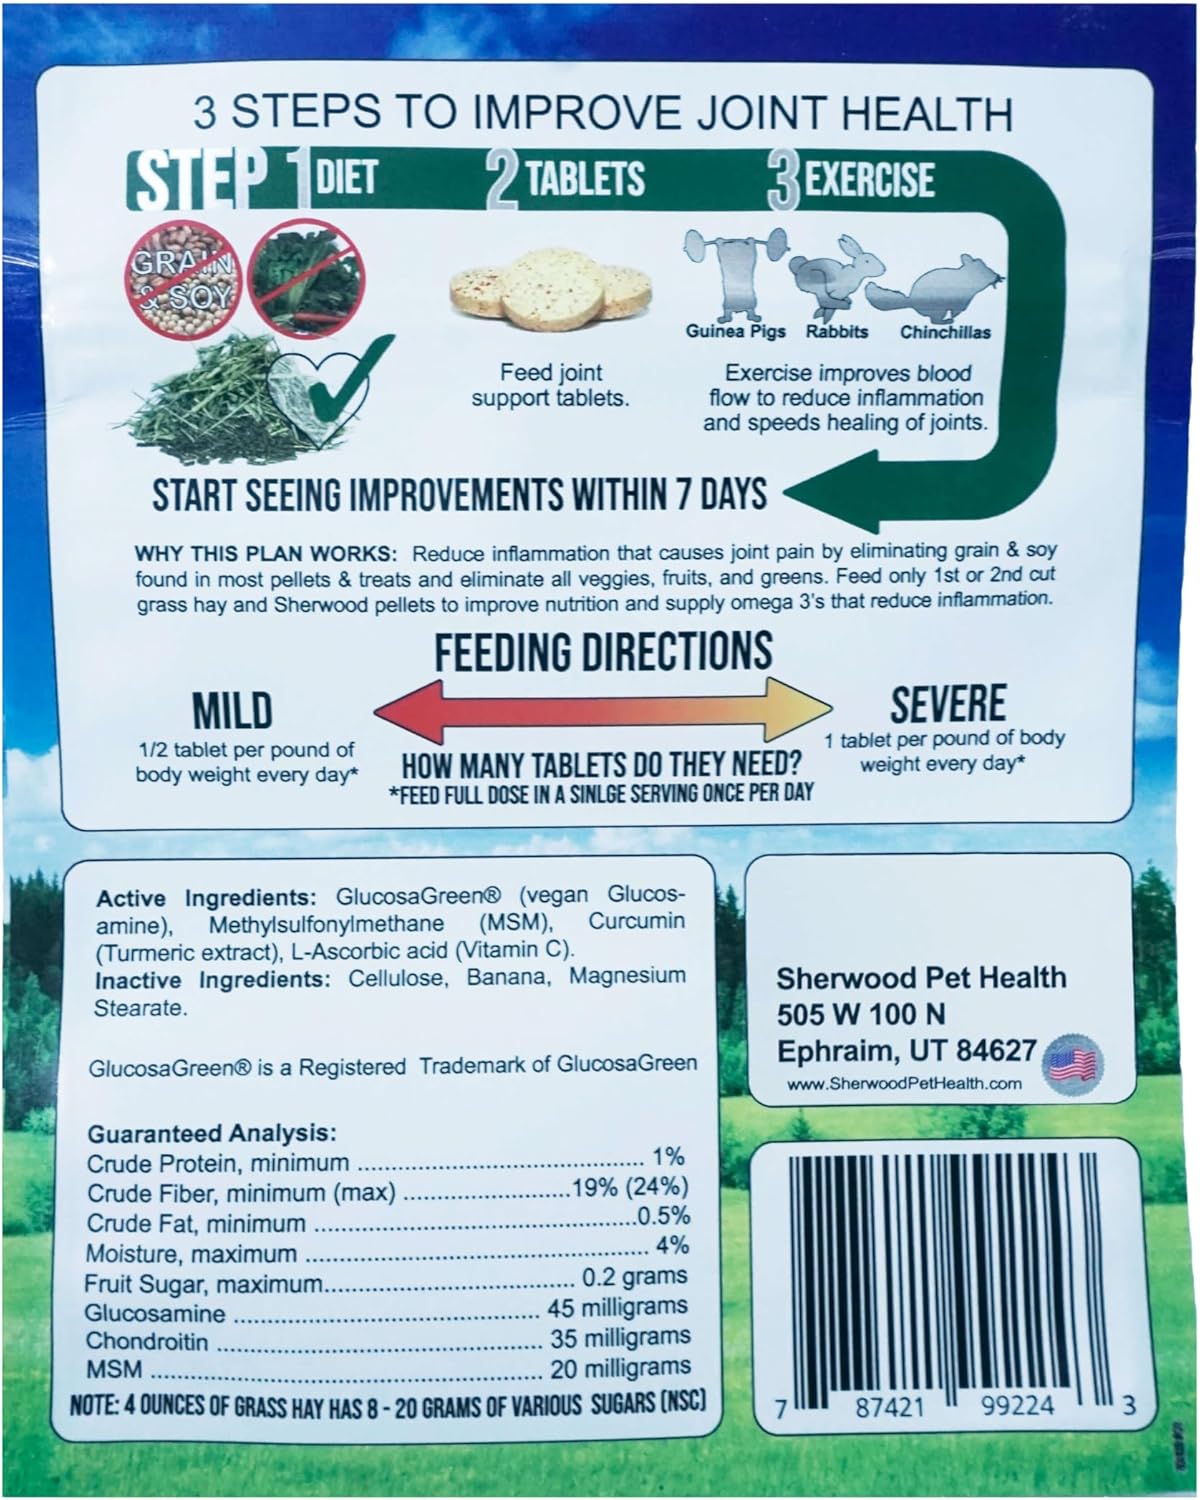 3 STEPS TO IMPROVE JOINT HEALTH
STEP 1 DIET 2 TABLETS 3 EXERCISE
GRAIN
& SOY
Guinea Pigs Rabbits Chinchillas
Feed joint
support tablets.
Exercise improves blood
flow to reduce inflammation
and speeds healing of joints.
START SEEING IMPROVEMENTS WITHIN 7 DAYS
WHY THIS PLAN WORKS: Reduce inflammation that causes joint pain by eliminating grain & soy
found in most pellets & treats and eliminate all veggies, fruits, and greens. Feed only 1st or 2nd cut
grass hay and Sherwood pellets to improve nutrition and supply omega 3's that reduce inflammation.
FEEDING DIRECTIONS
MILD
1/2 tablet per pound of
body weight every day*
SEVERE
1 tablet per pound of body
weight every day*
HOW MANY TABLETS DO THEY NEED?
*FEED FULL DOSE IN A SINLGE SERVING ONCE PER DAY
Active Ingredients: GlucosaGreen® (vegan Glucos-
amine), Methylsulfonylmethane (MSM), Curcumin
(Turmeric extract), L-Ascorbic acid (Vitamin C).
Inactive Ingredients: Cellulose, Banana, Magnesium
Stearate.
GlucosaGreen® is a Registered Trademark of GlucosaGreen
Guaranteed Analysis:
Crude Protein, minimum ........................................ 1%
Crude Fiber, minimum (max) ........................19% (24%)
Crude Fat, minimum .............................................0.5%
Moisture, maximum ................................................ 4%
Fruit Sugar, maximum.................................... 0.2 grams
Glucosamine ............................................ 45 milligrams
Chondroitin .............................................. 35 milligrams
MSM ........................................................ 20 milligrams
NOTE: 4 OUNCES OF GRASS HAY HAS 8 - 20 GRAMS OF VARIOUS SUGARS (NSC)
Sherwood Pet Health
505 W 100 N
Ephraim, UT 84627
www.SherwoodPetHealth.com
7 87421 99224 3